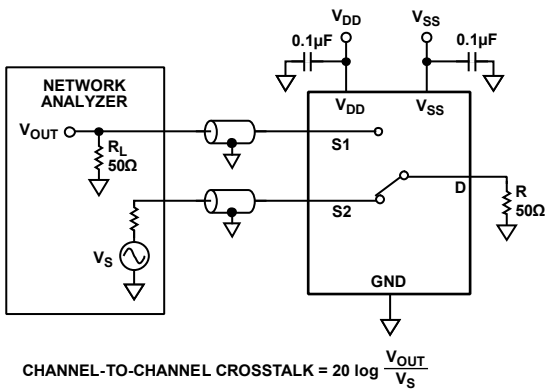 V_DD V_SS
0.1µF 0.1µF
NETWORK
ANALYZER
V_DD V_SS
V_OUT
S1
R_L
50Ω
S2
D
R
50Ω
V_S
GND
CHANNEL-TO-CHANNEL CROSSTALK = 20 log V_OUT / V_S